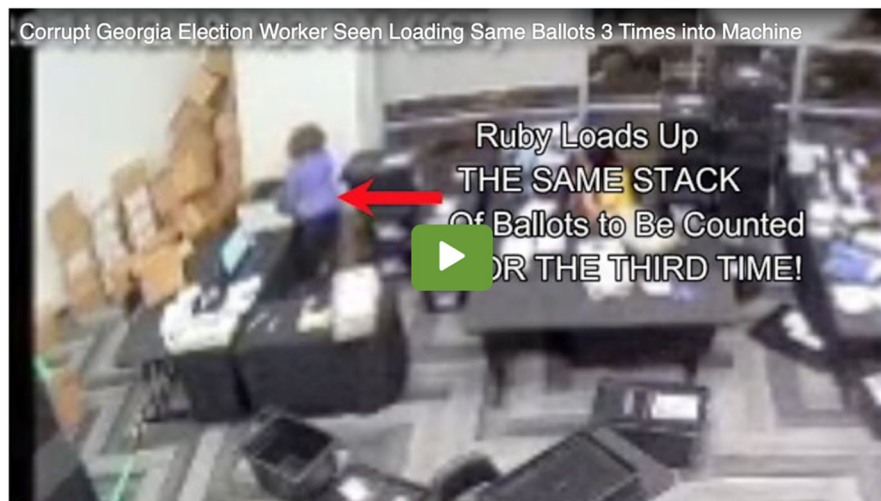 Corrupt Georgia Election Worker Seen Loading Same Ballots 3 Times into Machine
Ruby Loads Up
THE SAME STACK
Of Ballots to Be Counted
OR THE THIRD TIME!